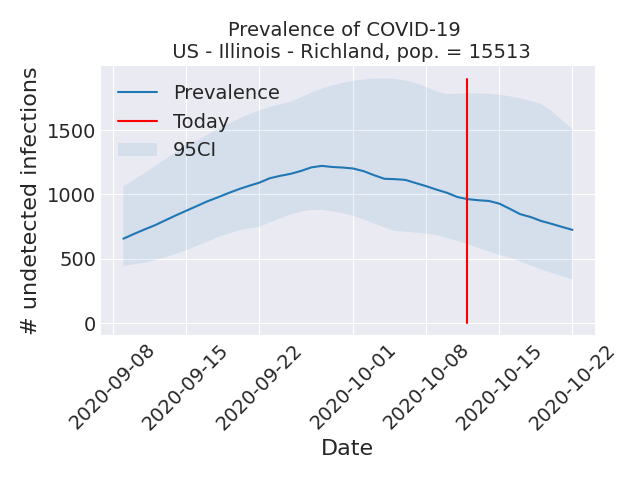 Prevalence of COVID-19
US - Illinois - Richland, pop. = 15513
Prevalence
Today
95CI
# undetected infections
1500
1000
500
0
2020-09-08
2020-09-15
2020-09-22
2020-10-01
2020-10-08
2020-10-15
2020-10-22
Date